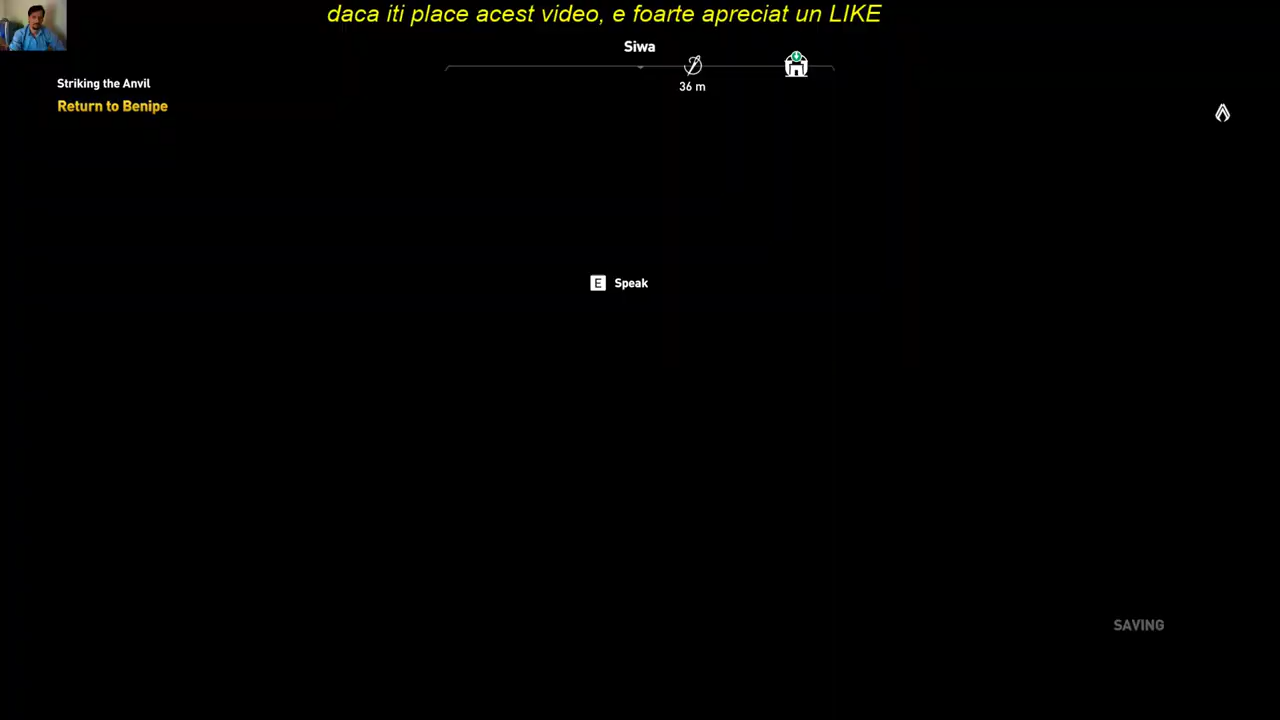 daca iti place acest video, e foarte apreciat un LIKE
Siwa
36 m
Striking the Anvil
Return to Benipe
E Speak
SAVING